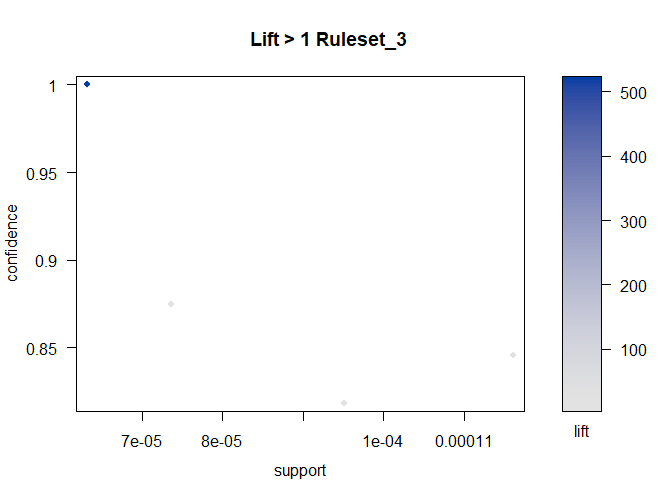 Lift > 1 Ruleset_3
1
0.95
0.9
0.85
confidence
7e-05
8e-05
1e-04
0.00011
support
500
400
300
200
100
lift